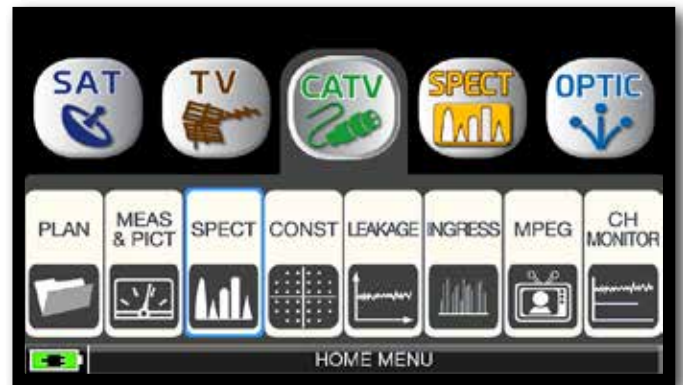 SAT TV CATV SPECT OPTIC
PLAN MEAS & PICT SPECT CONST LEAKAGE INGRESS MPEG CH MONITOR
HOME MENU